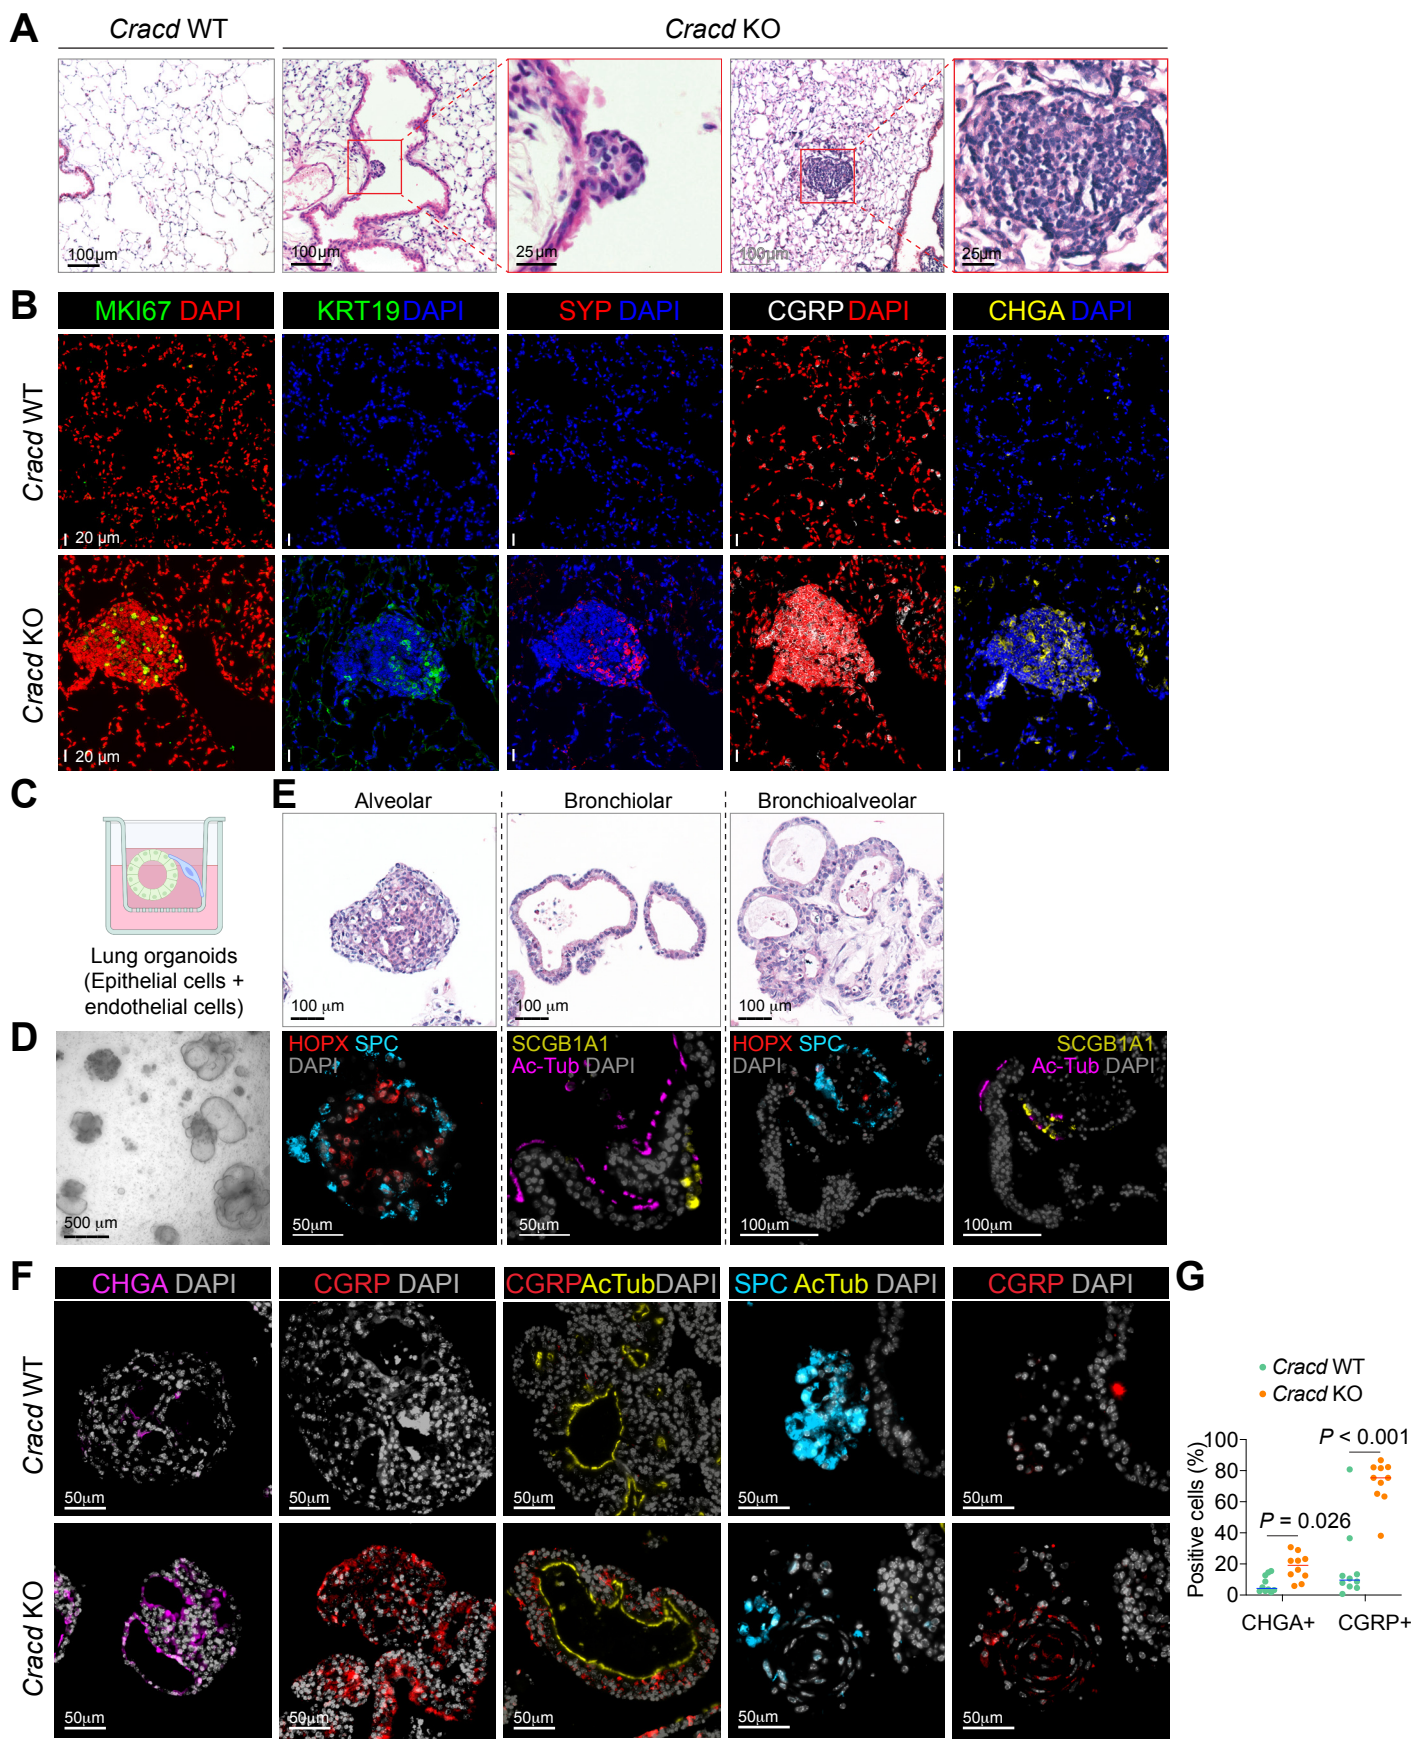 A
Cracd WT
Cracd KO
100µm
100µm
25µm
100µm
25µm
B
MKI67 DAPI
KRT19 DAPI
SYP DAPI
CGRP DAPI
CHGA DAPI
Cracd WT
20 µm
Cracd KO
20 µm
C
Lung organoids
(Epithelial cells +
endothelial cells)
D
500 µm
E
Alveolar
Bronchiolar
Bronchioalveolar
100 µm
100 µm
100 µm
HOPX SPC
DAPI
50µm
SCGB1A1
Ac-Tub DAPI
50µm
HOPX SPC
DAPI
100µm
SCGB1A1
Ac-Tub DAPI
100µm
F
CHGA DAPI
CGRP DAPI
CGRP AcTub DAPI
SPC AcTub DAPI
CGRP DAPI
Cracd WT
50µm
50µm
50µm
50µm
50µm
Cracd KO
50µm
50µm
50µm
50µm
50µm
G
Cracd WT
Cracd KO
P < 0.001
P = 0.026
Positive cells (%)
100
80
60
40
20
0
CHGA+
CGRP+